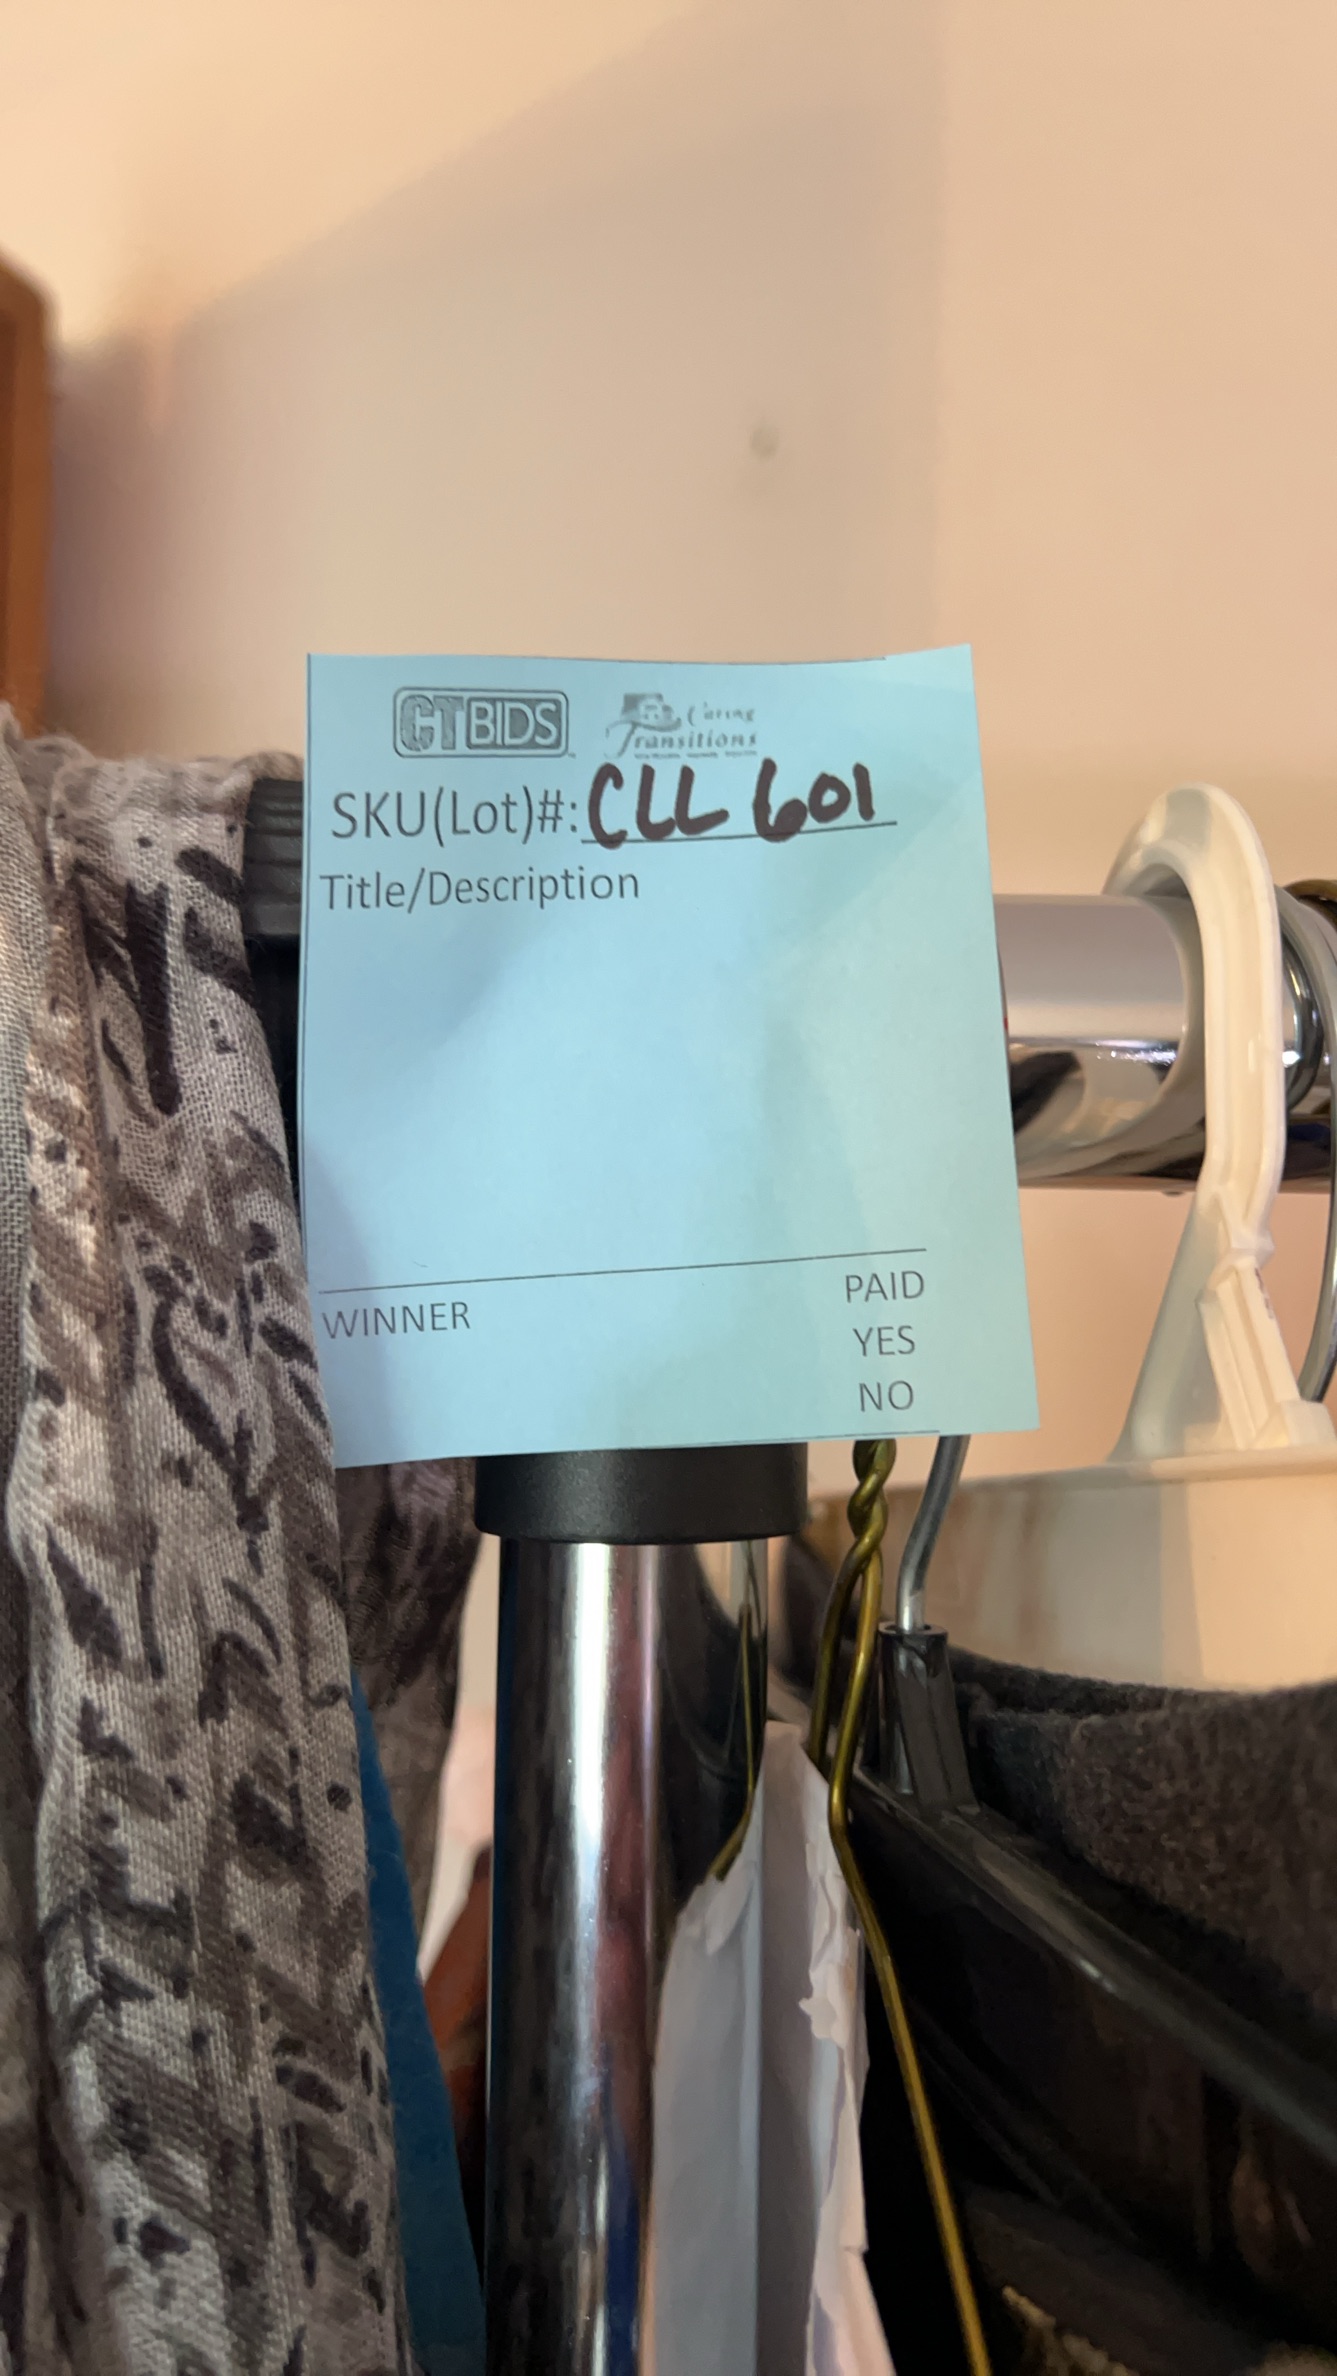 CTBIDS
Caring
Transitions
SKU(Lot)#: CLL 601
Title/Description
WINNER
PAID
YES
NO